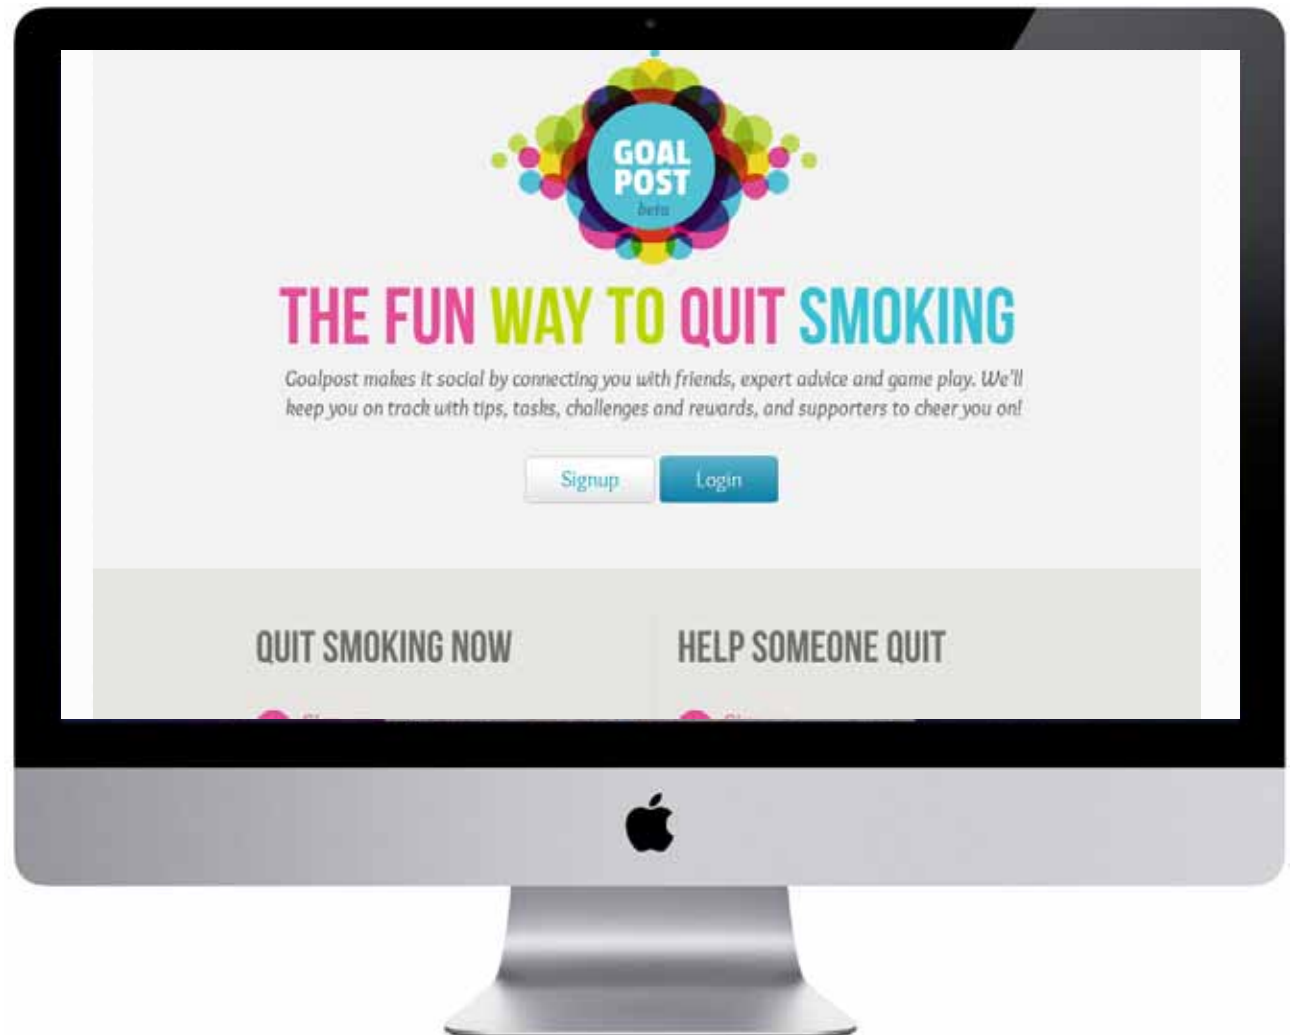 GOAL
POST
beta
THE FUN WAY TO QUIT SMOKING
Goalpost makes it social by connecting you with friends, expert advice and game play. We'll
keep you on track with tips, tasks, challenges and rewards, and supporters to cheer you on!
Signup Login
QUIT SMOKING NOW
HELP SOMEONE QUIT